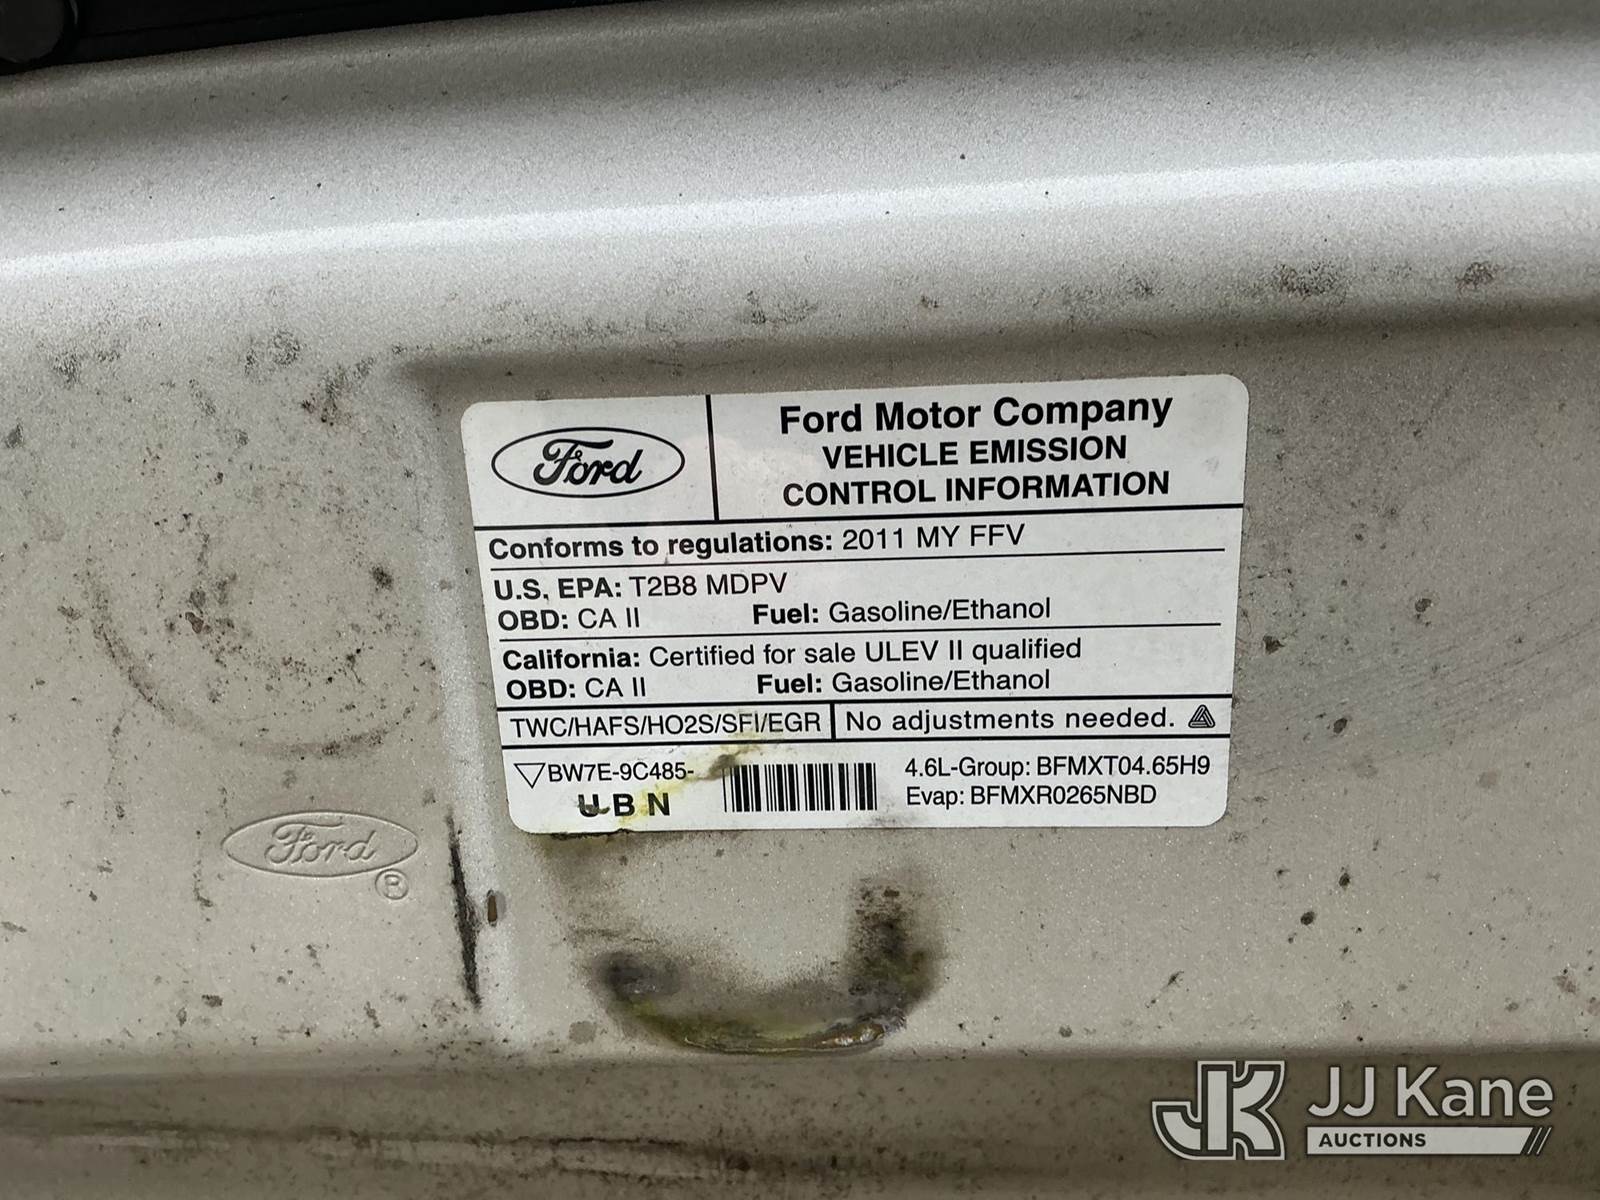 Ford
Ford Motor Company
VEHICLE EMISSION
CONTROL INFORMATION
Conforms to regulations: 2011 MY FFV
U.S. EPA: T2B8 MDPV
OBD: CA II Fuel: Gasoline/Ethanol
California: Certified for sale ULEV II qualified
OBD: CA II Fuel: Gasoline/Ethanol
TWC/HAFS/HO2S/SFI/EGR No adjustments needed.
BW7E-9C485-
UBN
4.6L-Group: BFMXT04.65H9
Evap: BFMXR0265NBD
Ford
®
JK JJ Kane
AUCTIONS